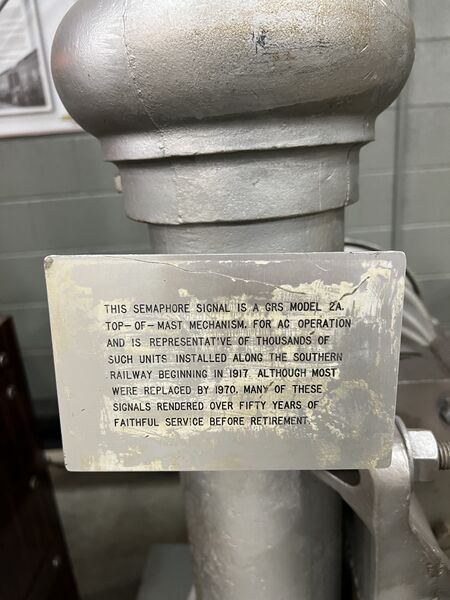 THIS SEMAPHORE SIGNAL IS A GRS MODEL 2A,
TOP-OF-MAST MECHANISM, FOR AC OPERATION
AND IS REPRESENTATIVE OF THOUSANDS OF
SUCH UNITS INSTALLED ALONG THE SOUTHERN
RAILWAY BEGINNING IN 1917. ALTHOUGH MOST
WERE REPLACED BY 1970, MANY OF THESE
SIGNALS RENDERED OVER FIFTY YEARS OF
FAITHFUL SERVICE BEFORE RETIREMENT